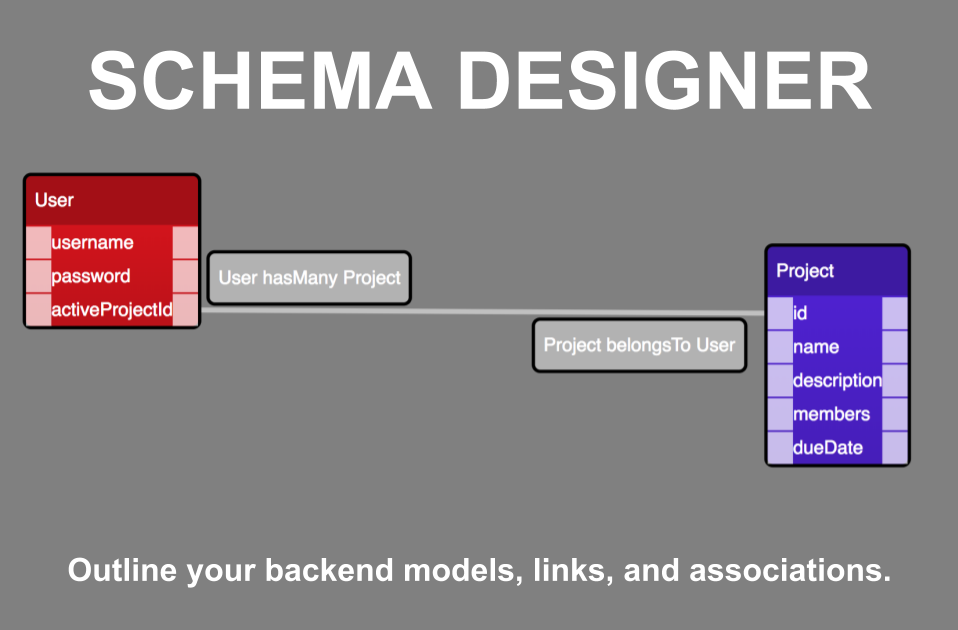 SCHEMA DESIGNER
User
username
password
activeProjectId
User hasMany Project
Project belongsTo User
Project
id
name
description
members
dueDate
Outline your backend models, links, and associations.